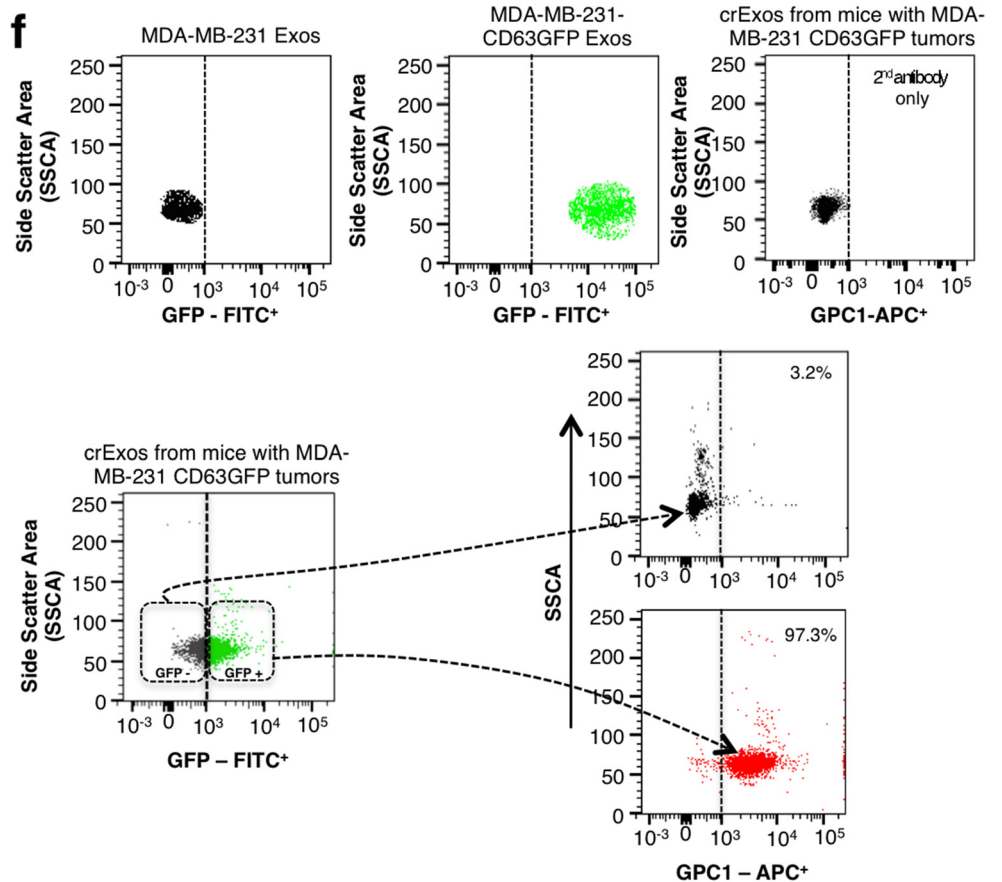 f
MDA-MB-231 Exos
250
200
150
100
50
0
Side Scatter Area
(SSCA)
10-3 0 103 104 105
GFP - FITC+
MDA-MB-231-
CD63GFP Exos
250
200
150
100
50
0
Side Scatter Area
(SSCA)
10-3 0 103 104 105
GFP - FITC+
crExos from mice with MDA-
MB-231 CD63GFP tumors
2nd antibody
only
250
200
150
100
50
0
Side Scatter Area
(SSCA)
10-3 0 103 104 105
GPC1-APC+
crExos from mice with MDA-
MB-231 CD63GFP tumors
250
200
150
100
50
0
Side Scatter Area
(SSCA)
GFP -
GFP +
10-3 0 103 104 105
GFP – FITC+
SSCA
3.2%
250
200
150
100
50
0
10-3 0 103 104 105
97.3%
250
200
150
100
50
0
10-3 0 103 104 105
GPC1 – APC+